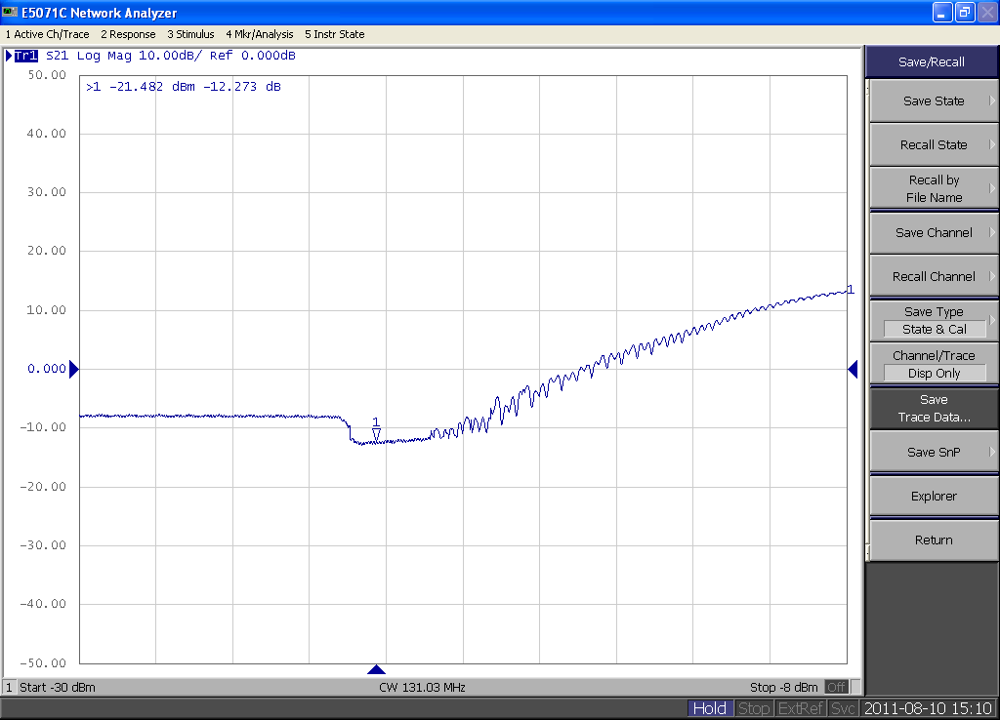 E5071C Network Analyzer
1 Active Ch/Trace 2 Response 3 Stimulus 4 Mkr/Analysis 5 Instr State
Tr1 S21 Log Mag 10.00dB/ Ref 0.000dB
50.00
>1 -21.482 dBm -12.273 dB
40.00
30.00
20.00
10.00
1
0.000
1
-10.00
-20.00
-30.00
-40.00
-50.00
1 Start -30 dBm
CW 131.03 MHz
Stop -8 dBm Off
Save/Recall
Save State
Recall State
Recall by
File Name
Save Channel
Recall Channel
Save Type
State & Cal
Channel/Trace
Disp Only
Save
Trace Data...
Save SnP
Explorer
Return
Hold Stop ExtRef Svc 2011-08-10 15:10